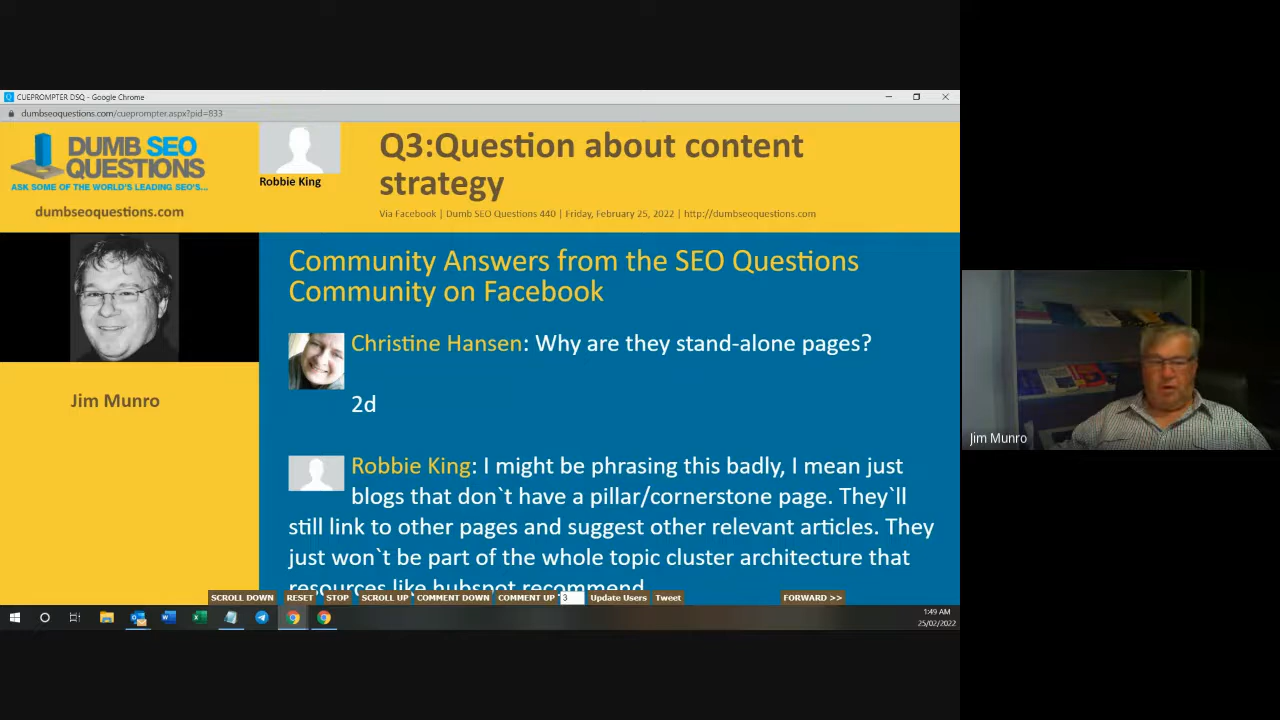 CUEPROMPTER DSQ - Google Chrome
dumbseoquestions.com/cueprompter.aspx?pid=833
DUMB SEO
QUESTIONS
ASK SOME OF THE WORLD'S LEADING SEO'S...
dumbseoquestions.com
Robbie King
Q3:Question about content
strategy
Via Facebook | Dumb SEO Questions 440 | Friday, February 25, 2022 | http://dumbseoquestions.com
Jim Munro
Community Answers from the SEO Questions
Community on Facebook
Christine Hansen: Why are they stand-alone pages?
2d
Robbie King: I might be phrasing this badly, I mean just
blogs that don`t have a pillar/cornerstone page. They`ll
still link to other pages and suggest other relevant articles. They
just won`t be part of the whole topic cluster architecture that
resources like hubspot recommend
SCROLL DOWN RESET STOP SCROLL UP COMMENT DOWN COMMENT UP 3 Update Users Tweet FORWARD >>
1:49 AM
25/02/2022
Jim Munro